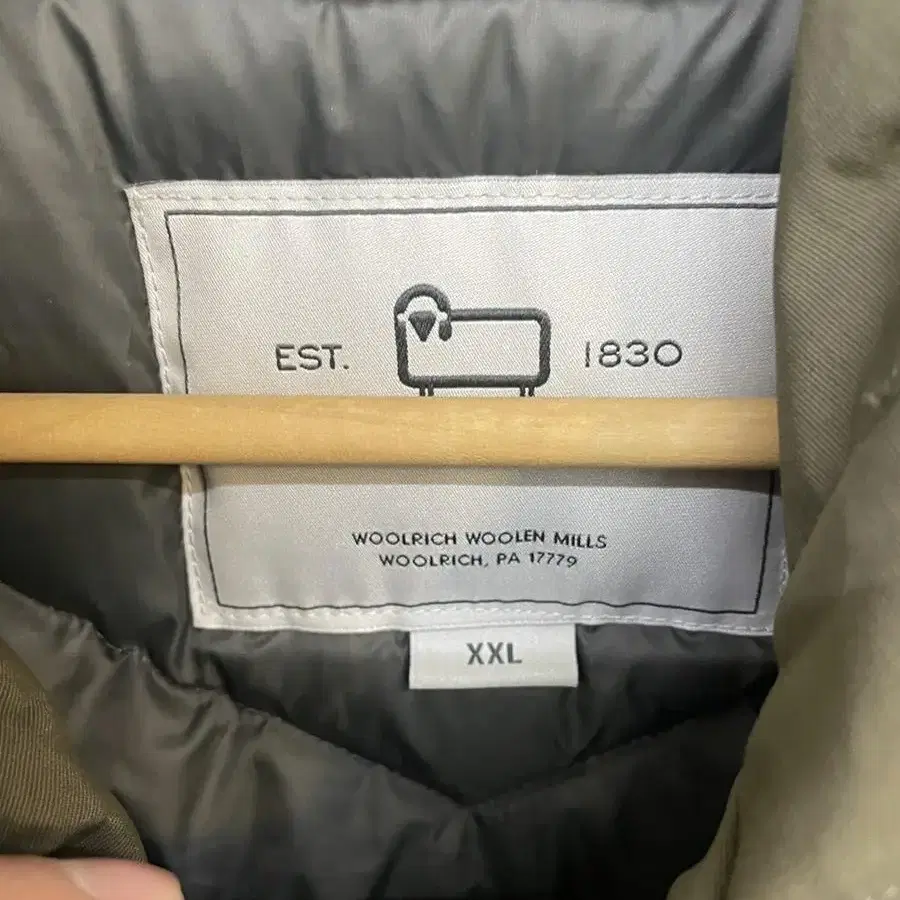 EST. 1830
WOOLRICH WOOLEN MILLS
WOOLRICH, PA 17779
XXL